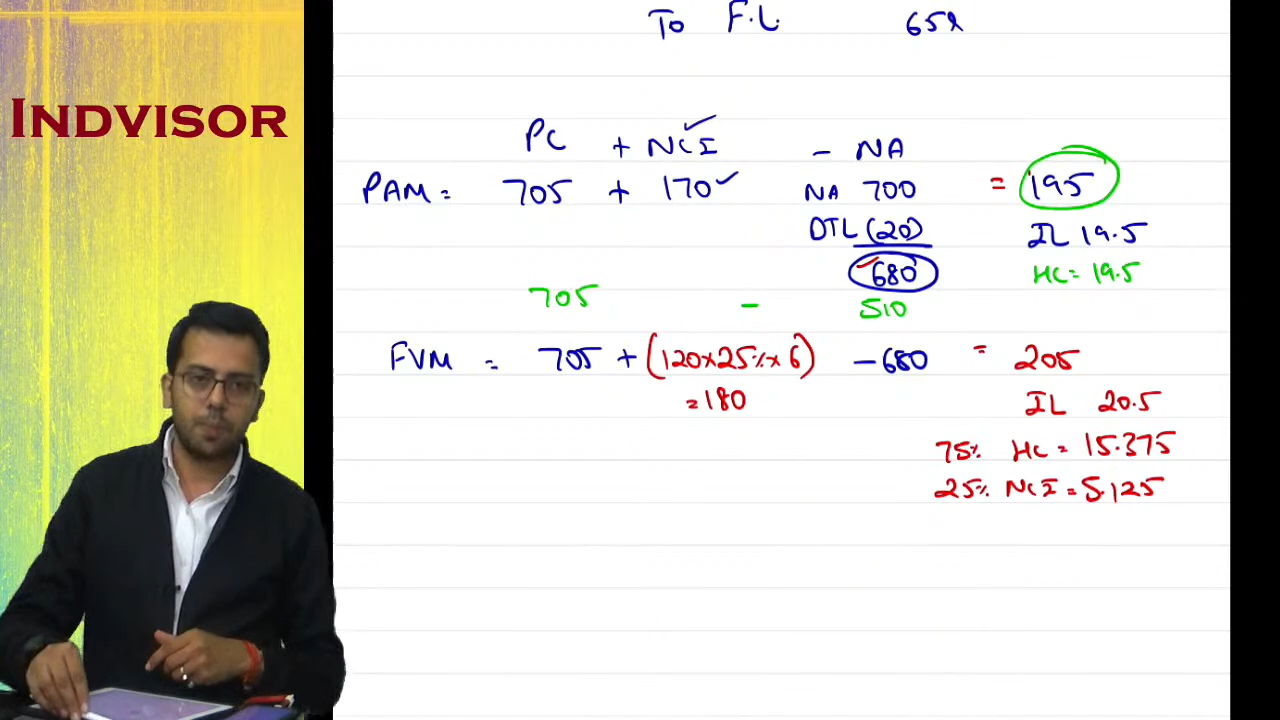 INDVISOR
To F.L. 65l
PC + NCI - NA
PAM = 705 + 170 NA 700 = 195
DTL (20) IL 19.5
680 HC = 19.5
705 - 510
FVM = 705 + (120x25%x6) - 680 = 205
=180 IL 20.5
75% HC = 15.375
25% NCI = 5.125